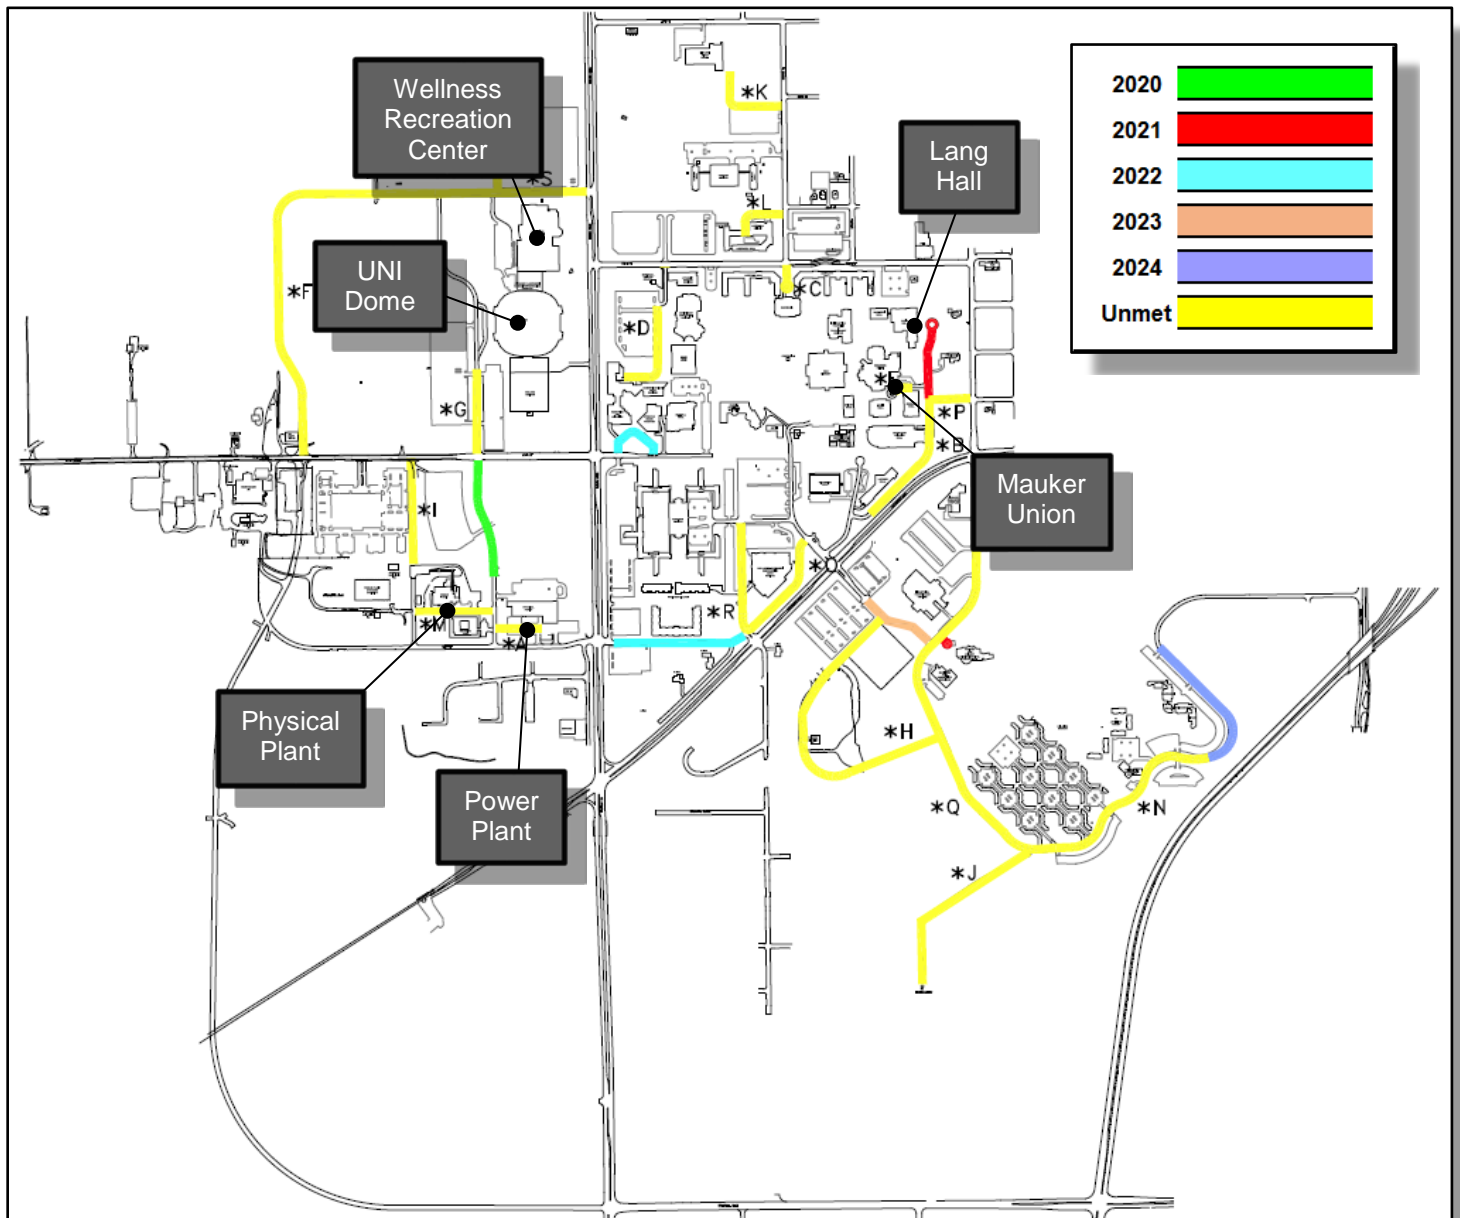 Wellness
Recreation
Center
*K
2020
2021
2022
2023
2024
Unmet
Lang
Hall
*S
*L
UNI
Dome
*F
*C
*D
*G
*P
*B
Mauker
Union
*I
*
*R
*M
*A
Physical
Plant
*H
Power
Plant
*Q
*N
*J